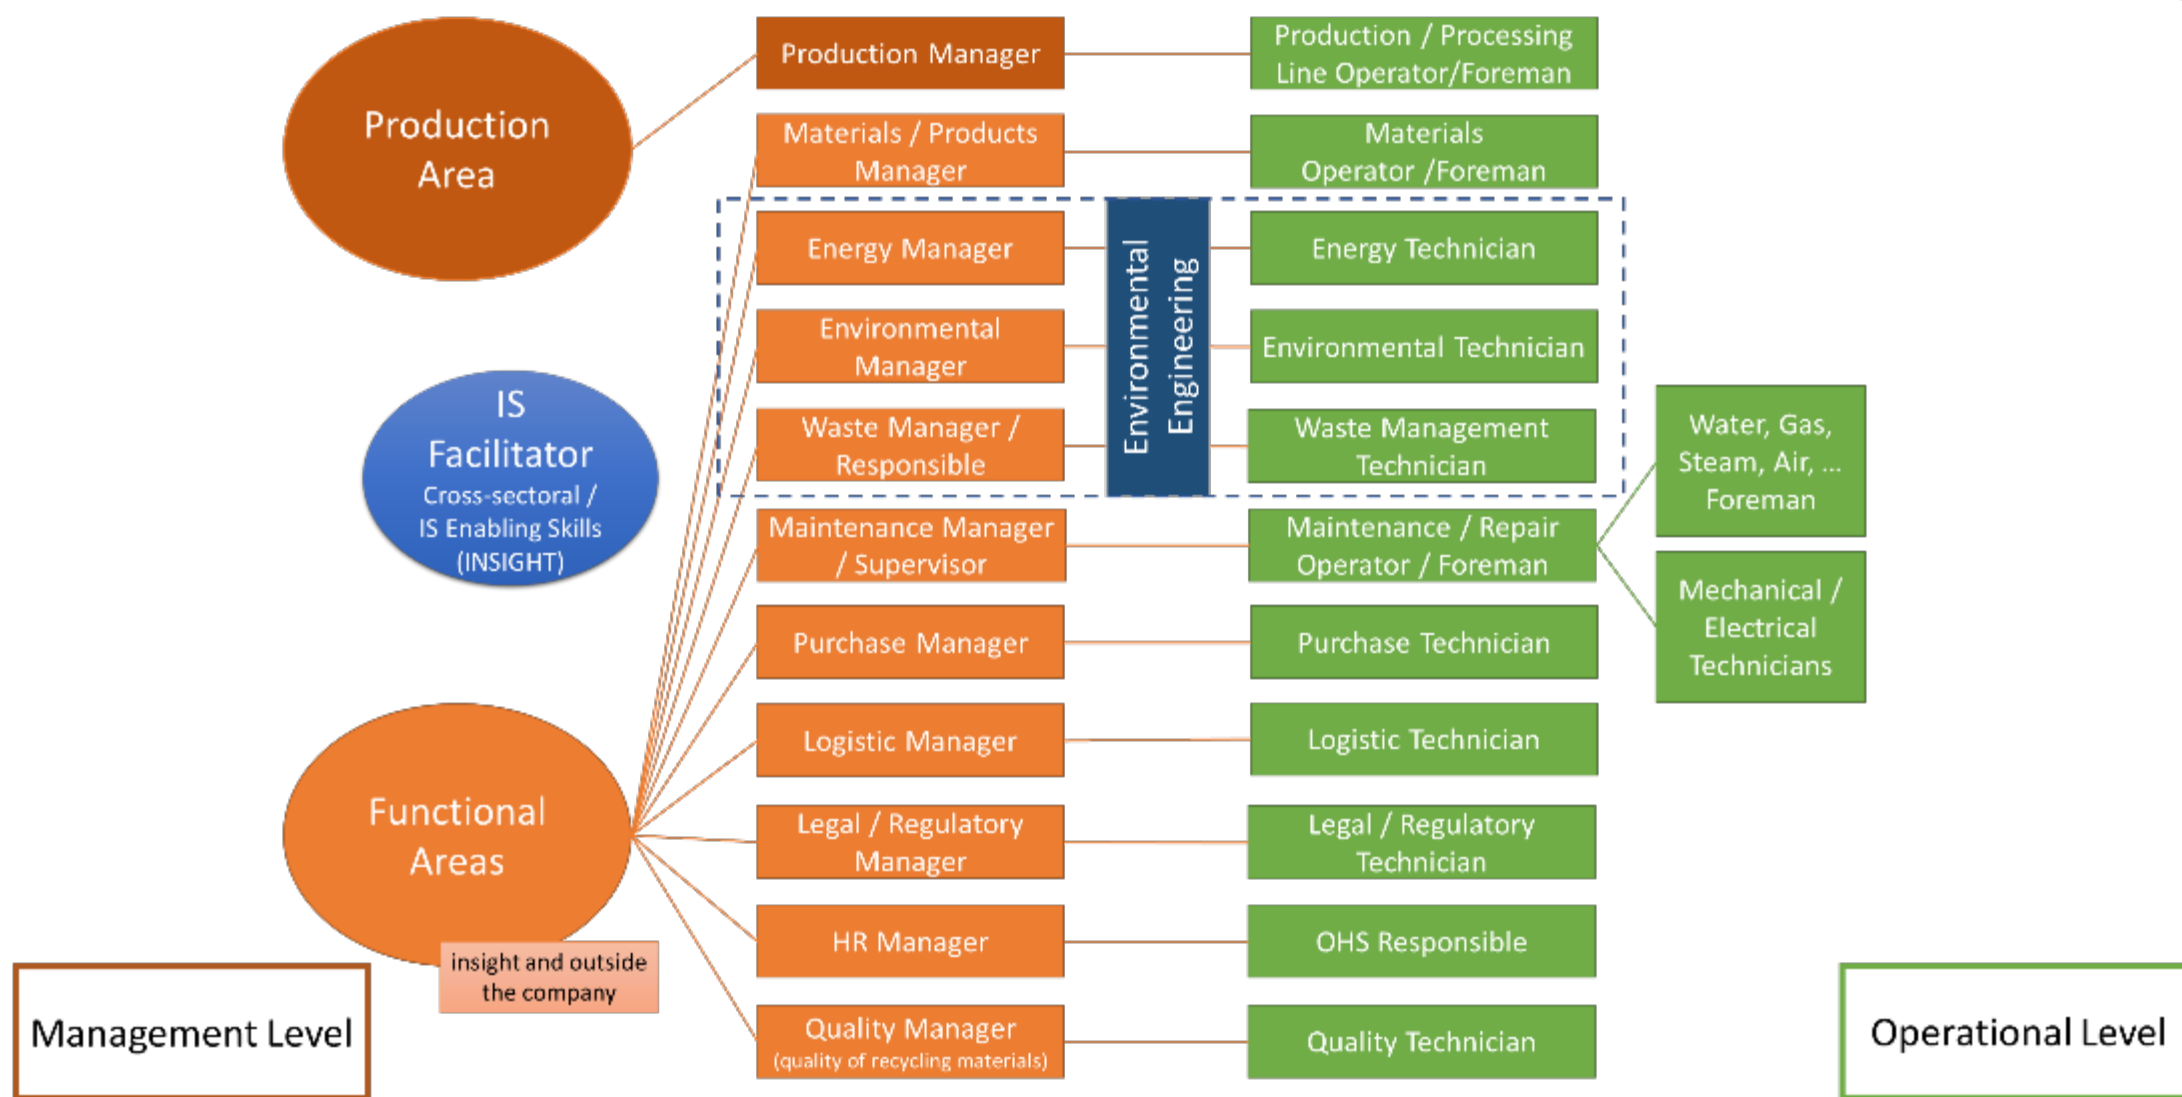 Production
Area
IS
Facilitator
Cross-sectoral /
IS Enabling Skills
(INSIGHT)
Functional
Areas
insight and outside
the company
Management Level
Production Manager
Materials / Products
Manager
Energy Manager
Environmental
Manager
Waste Manager /
Responsible
Maintenance Manager
/ Supervisor
Purchase Manager
Logistic Manager
Legal / Regulatory
Manager
HR Manager
Quality Manager
(quality of recycling materials)
Environmental
Engineering
Production / Processing
Line Operator/Foreman
Materials
Operator /Foreman
Energy Technician
Environmental Technician
Waste Management
Technician
Maintenance / Repair
Operator / Foreman
Purchase Technician
Logistic Technician
Legal / Regulatory
Technician
OHS Responsible
Quality Technician
Water, Gas,
Steam, Air, ...
Foreman
Mechanical /
Electrical
Technicians
Operational Level